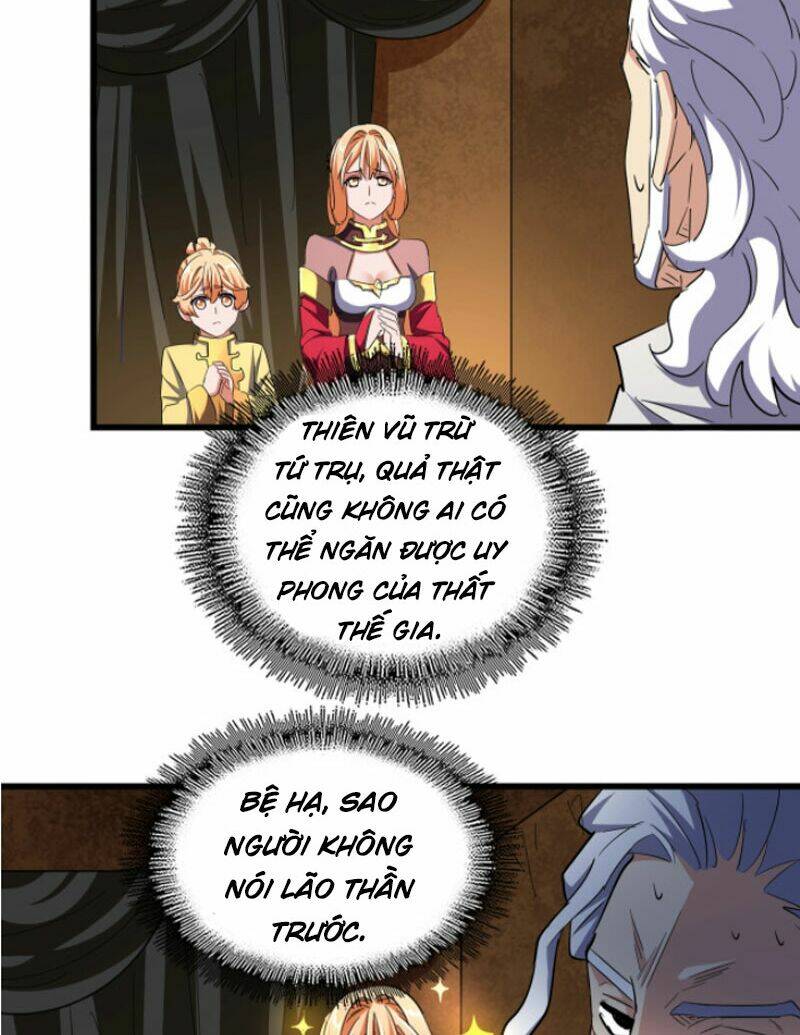 THIÊN VŨ TRỪ
TỨ TRỤ, QUẢ THẬT
CŨNG KHÔNG AI CÓ
THỂ NGĂN ĐƯỢC UY
PHONG CỦA THẤT
THẾ GIA.
BỆ HẠ, SAO
NGƯỜI KHÔNG
NÓI LÃO THẦN
TRƯỚC.